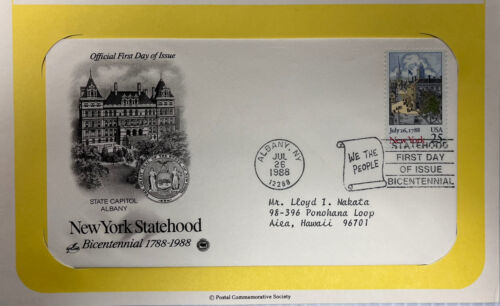 Official First Day of Issue
STATE CAPITOL
ALBANY
New York Statehood
Bicentennial 1788-1988
ALBANY, NY
JUL
26
1988
12288
WE THE
PEOPLE
July 26, 1788 USA
New York 25
STATEHOOD
FIRST DAY
OF ISSUE
BICENTENNIAL
Mr. Lloyd I. Nakata
98-396 Ponohana Loop
Aiea, Hawaii 96701
© Postal Commemorative Society